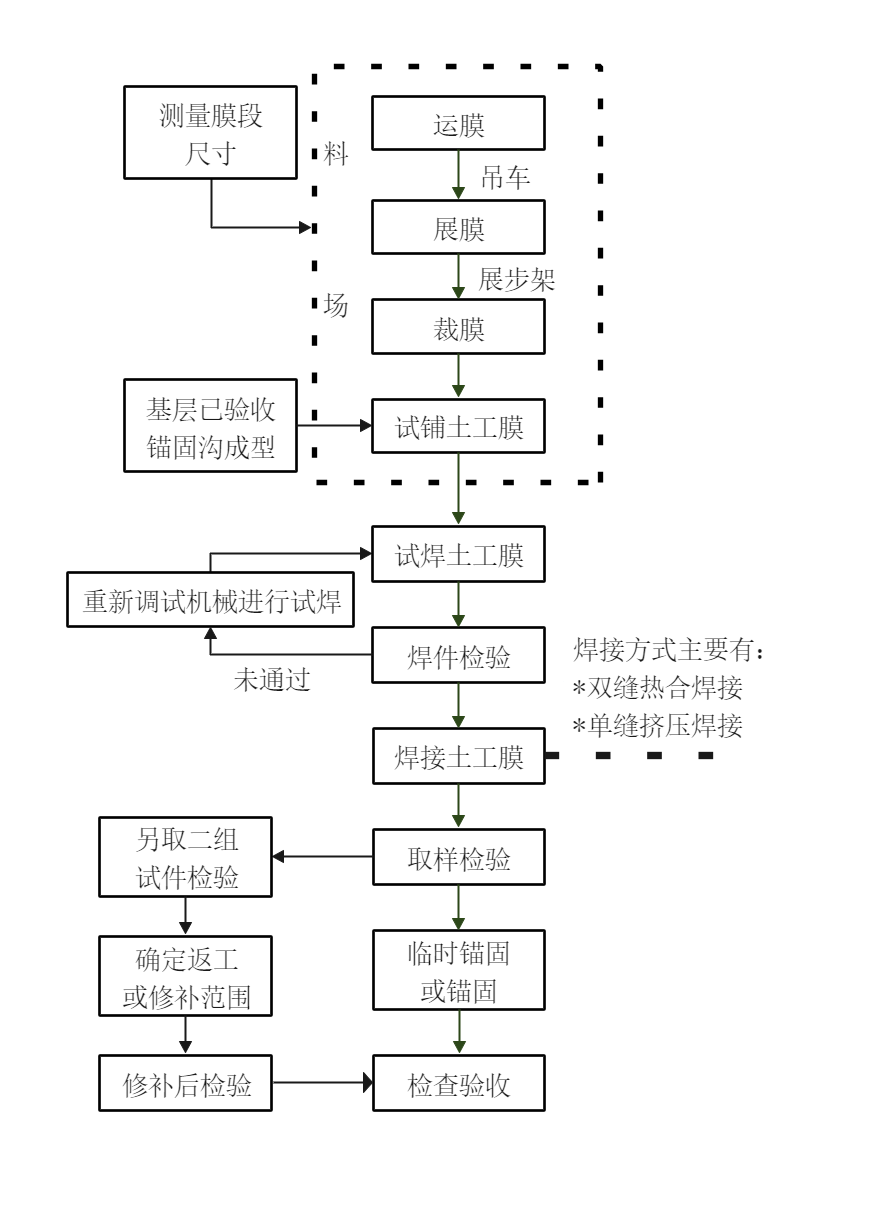 测量膜段
尺寸
运膜
料
吊车
展膜
展步架
场
裁膜
基层已验收
锚固沟成型
试铺土工膜
试焊土工膜
重新调试机械进行试焊
焊件检验
未通过
焊接方式主要有：
*双缝热合焊接
*单缝挤压焊接
焊接土工膜
另取二组
试件检验
取样检验
确定返工
或修补范围
临时锚固
或锚固
修补后检验
检查验收